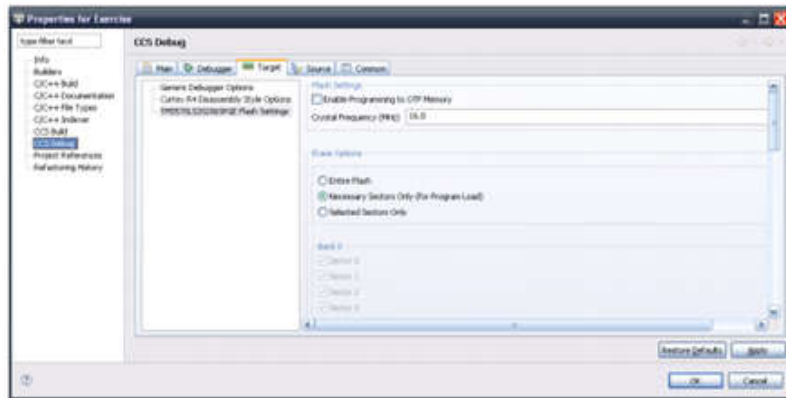 Properties for Exercise
type filter text
CCS Debug
Info
Builders
C/C++ Build
C/C++ Documentation
C/C++ File Types
C/C++ Indexer
CCS Build
CCS Debug
Project References
Refactoring History
Main
Debugger
Target
Source
Common
Generic Debugger Options
Cortex R4 Disassembly Style Options
Flash Settings
Flash Settings
Enable Programming to OTP Memory
Crystal Frequency (MHz) 16.0
Erase Options
Entire Flash
Necessary Sectors Only (for Program Load)
Selected Sectors Only
Bank 0
Sector 0
Sector 1
Sector 2
Sector 3
Restore Defaults
Apply
OK
Cancel